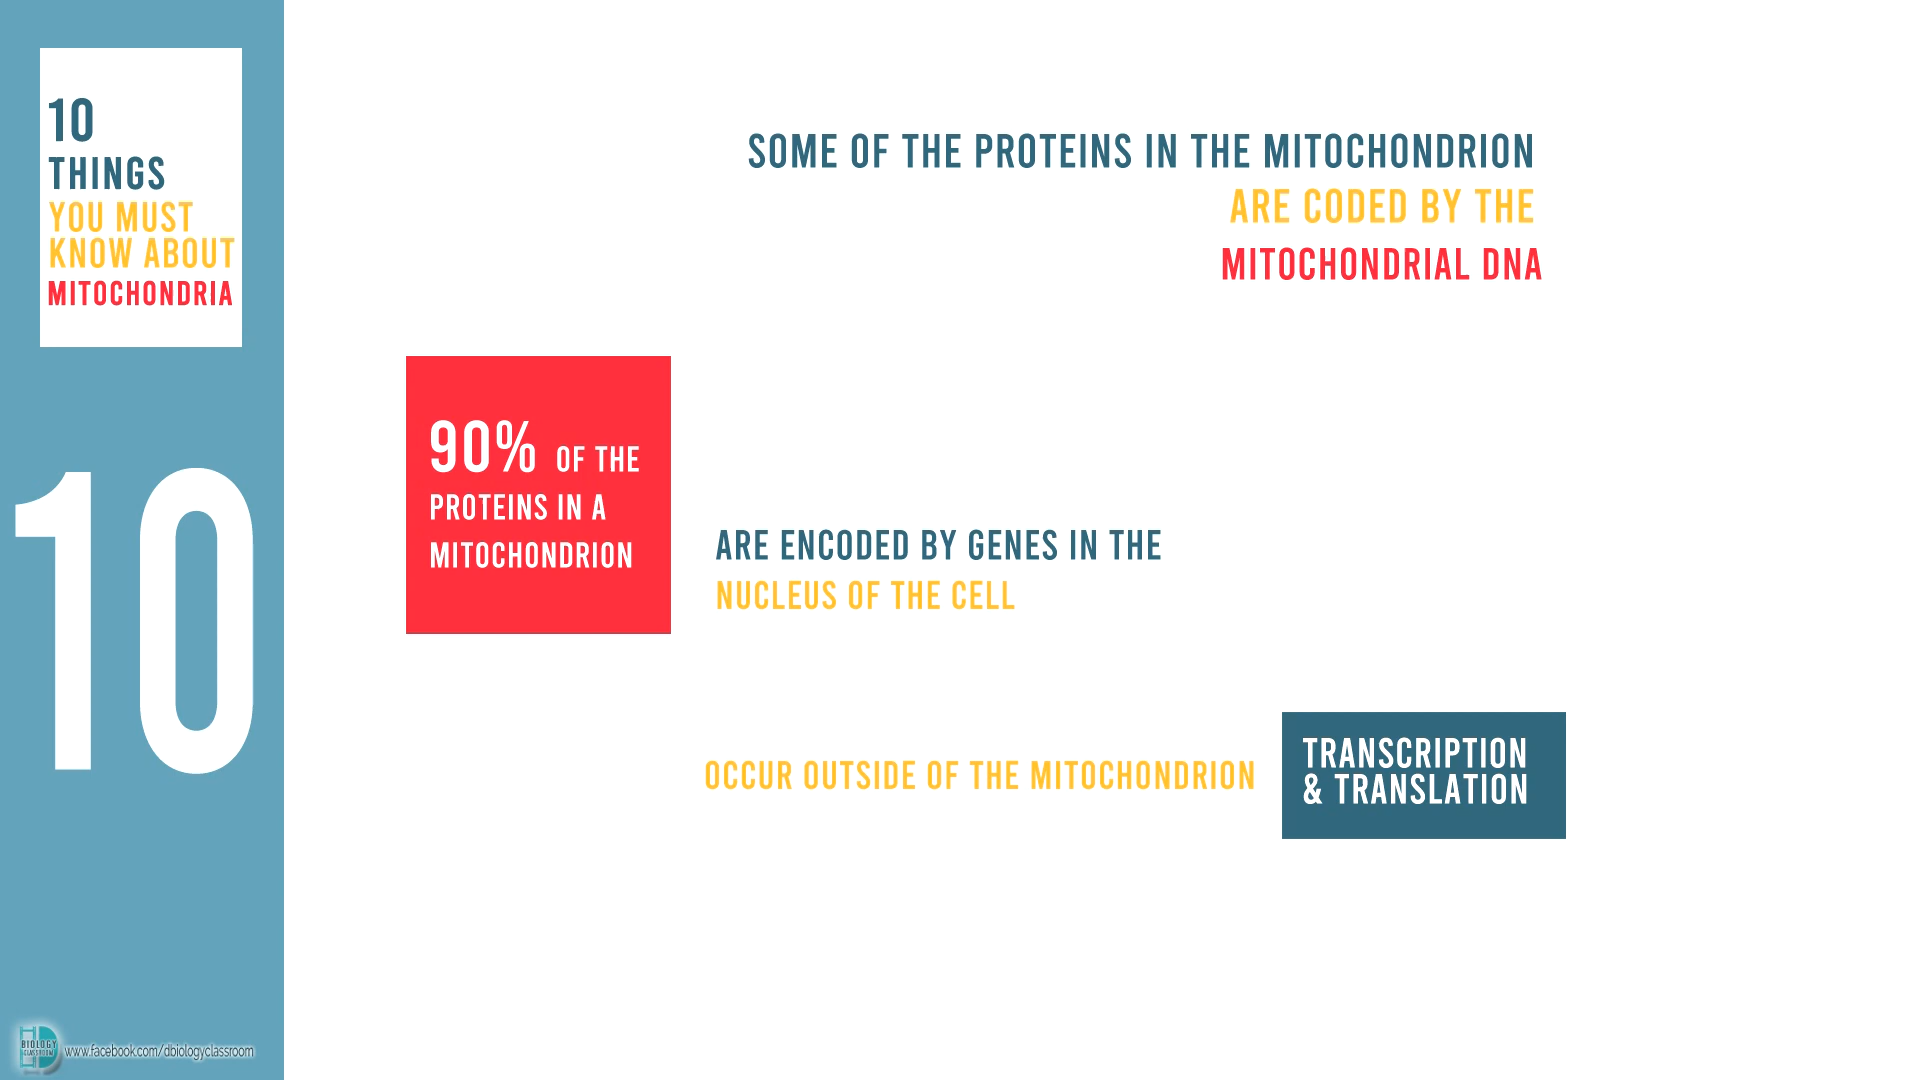 10
THINGS
YOU MUST
KNOW ABOUT
MITOCHONDRIA
10
SOME OF THE PROTEINS IN THE MITOCHONDRION
ARE CODED BY THE
MITOCHONDRIAL DNA
90% OF THE
PROTEINS IN A
MITOCHONDRION
ARE ENCODED BY GENES IN THE
NUCLEUS OF THE CELL
OCCUR OUTSIDE OF THE MITOCHONDRION
TRANSCRIPTION
& TRANSLATION
BIOLOGY
CLASSROOM
www.facebook.com/dbiologyclassroom